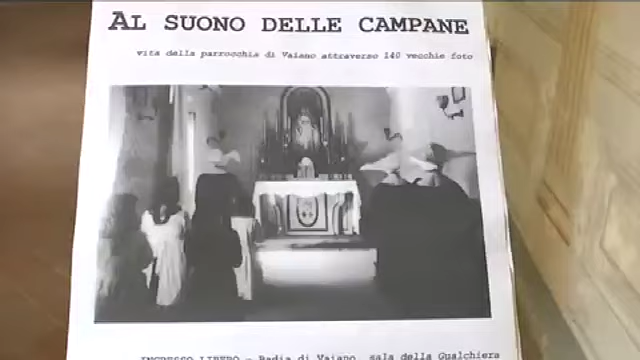 AL SUONO DELLE CAMPANE
vita della parrocchia di Vaiano attraverso 140 vecchie foto
INGRESSO LIBERO - Badia di Vaiano, sala della Gualchiera